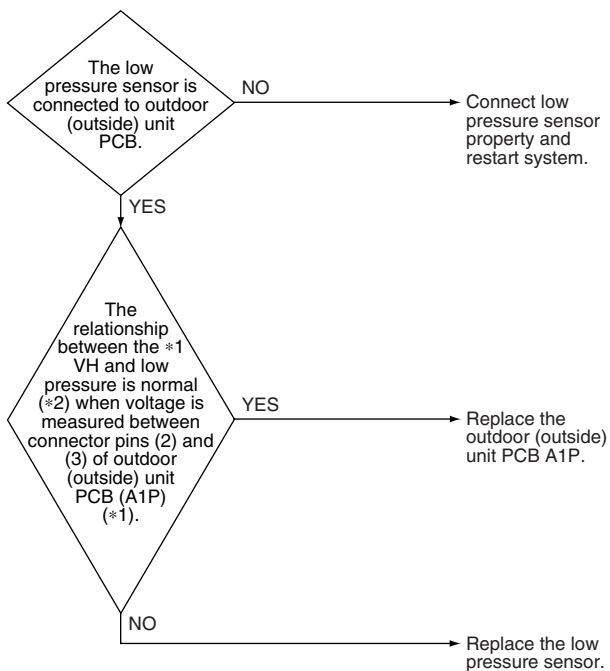 The low
pressure sensor is
connected to outdoor
(outside) unit
PCB.
NO
Connect low
pressure sensor
property and
restart system.
YES
The
relationship
between the *1
VH and low
pressure is normal
(*2) when voltage is
measured between
connector pins (2) and
(3) of outdoor
(outside) unit
PCB (A1P)
(*1).
YES
Replace the
outdoor (outside)
unit PCB A1P.
NO
Replace the low
pressure sensor.